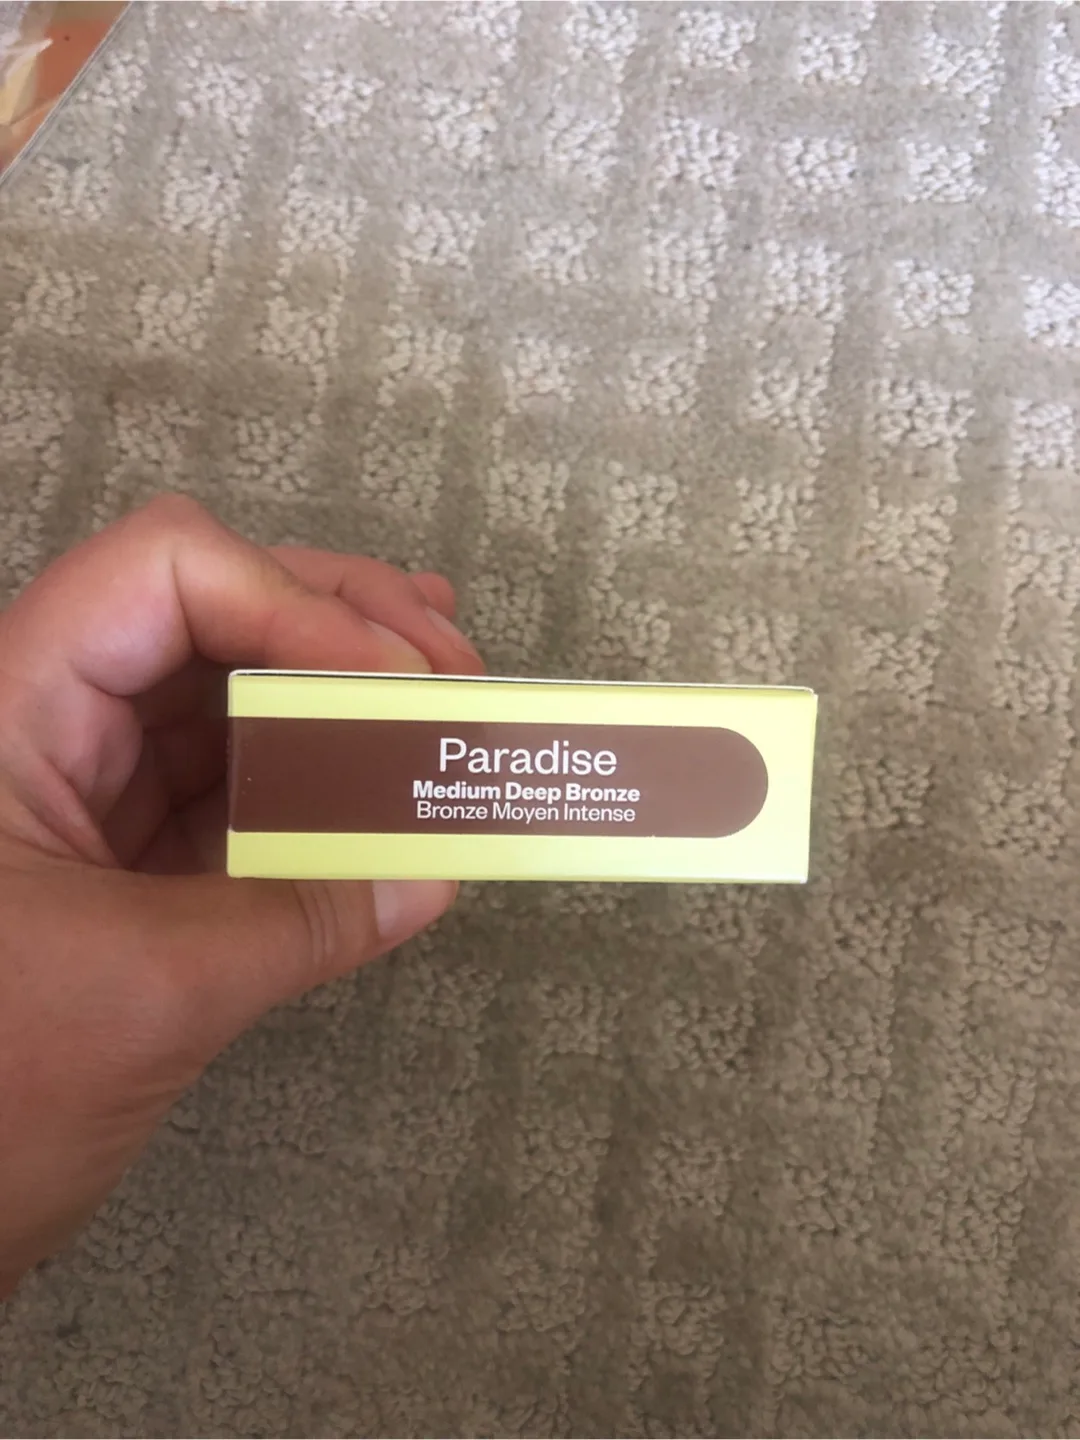 Paradise
Medium Deep Bronze
Bronze Moyen Intense